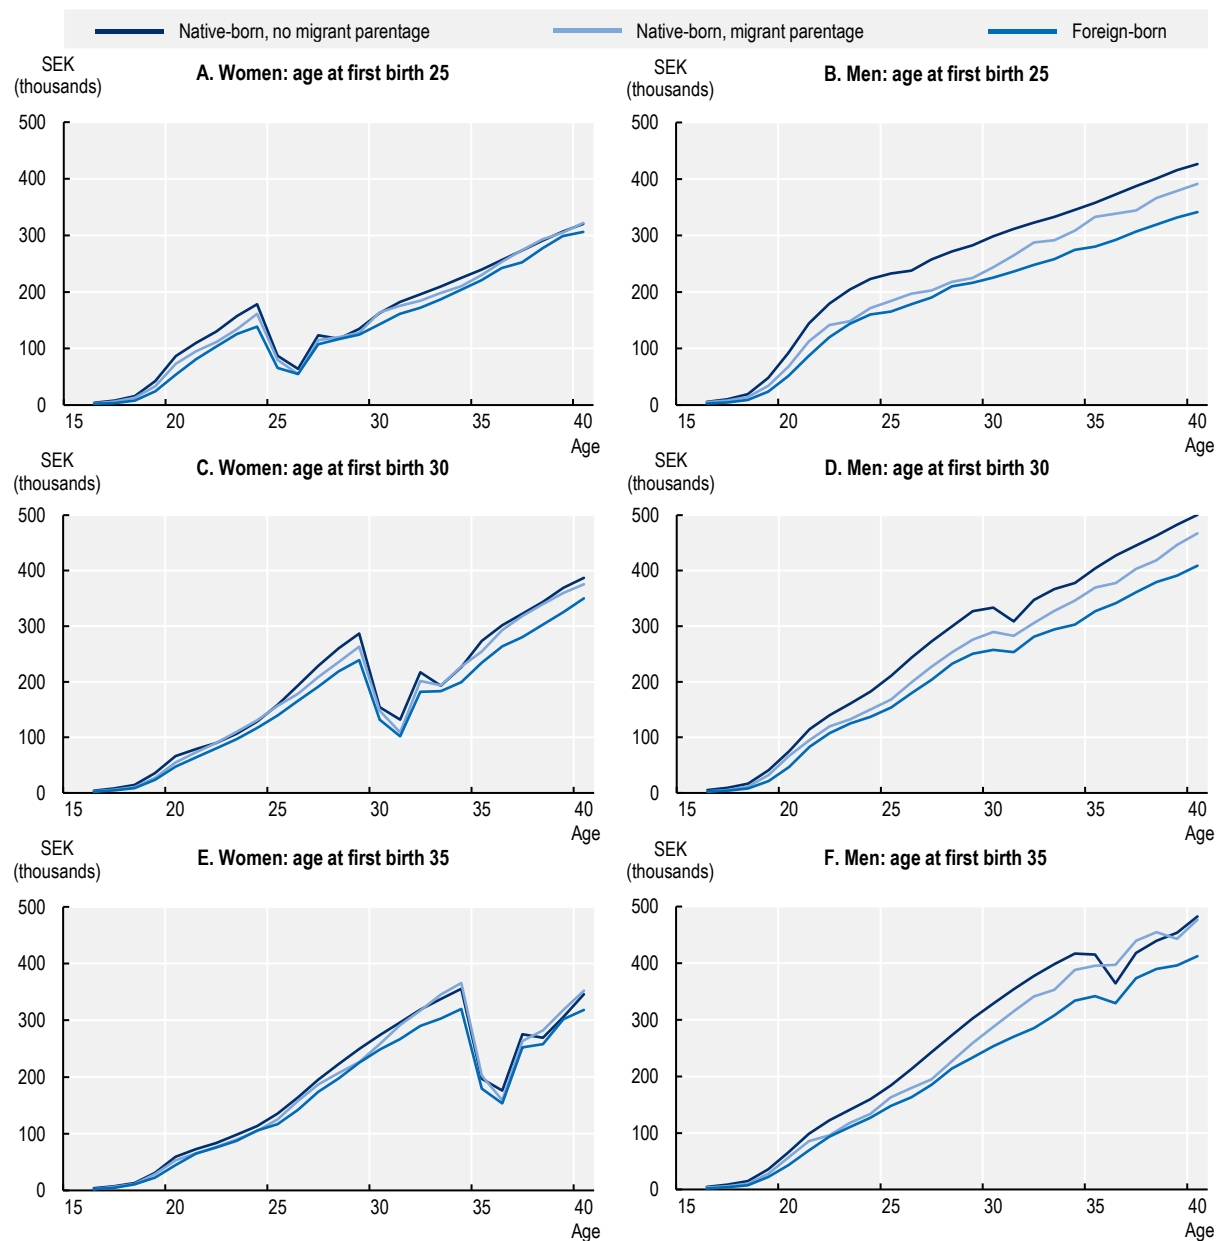 Native-born, no migrant parentage
Native-born, migrant parentage
Foreign-born
SEK
(thousands)
A. Women: age at first birth 25
500
400
300
200
100
0
15 20 25 30 35 40
Age
SEK
(thousands)
B. Men: age at first birth 25
500
400
300
200
100
0
15 20 25 30 35 40
Age
SEK
(thousands)
C. Women: age at first birth 30
500
400
300
200
100
0
15 20 25 30 35 40
Age
SEK
(thousands)
D. Men: age at first birth 30
500
400
300
200
100
0
15 20 25 30 35 40
Age
SEK
(thousands)
E. Women: age at first birth 35
500
400
300
200
100
0
15 20 25 30 35 40
Age
SEK
(thousands)
F. Men: age at first birth 35
500
400
300
200
100
0
15 20 25 30 35 40
Age